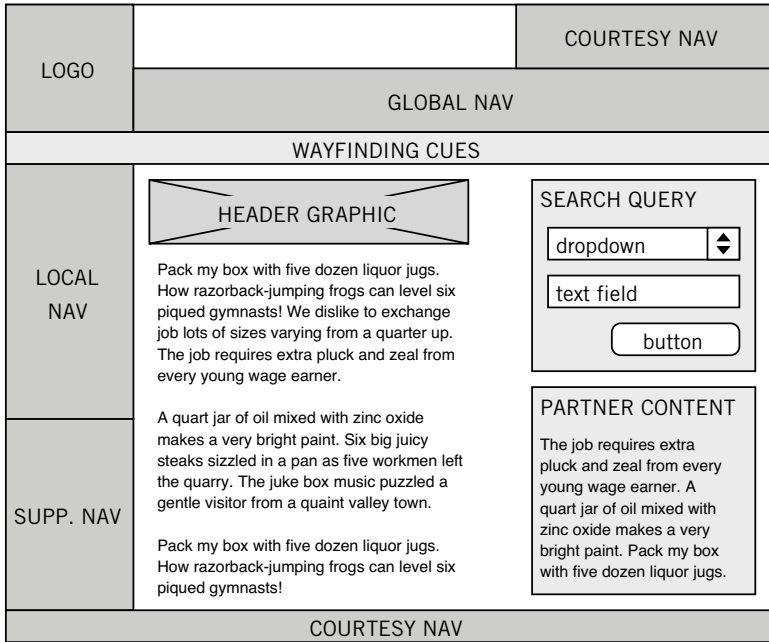 LOGO
COURTESY NAV
GLOBAL NAV
WAYFINDING CUES
LOCAL
NAV
SUPP. NAV
HEADER GRAPHIC
Pack my box with five dozen liquor jugs.
How razorback-jumping frogs can level six
piqued gymnasts! We dislike to exchange
job lots of sizes varying from a quarter up.
The job requires extra pluck and zeal from
every young wage earner.
A quart jar of oil mixed with zinc oxide
makes a very bright paint. Six big juicy
steaks sizzled in a pan as five workmen left
the quarry. The juke box music puzzled a
gentle visitor from a quaint valley town.
Pack my box with five dozen liquor jugs.
How razorback-jumping frogs can level six
piqued gymnasts!
SEARCH QUERY
dropdown
text field
button
PARTNER CONTENT
The job requires extra
pluck and zeal from every
young wage earner. A
quart jar of oil mixed with
zinc oxide makes a very
bright paint. Pack my box
with five dozen liquor jugs.
COURTESY NAV